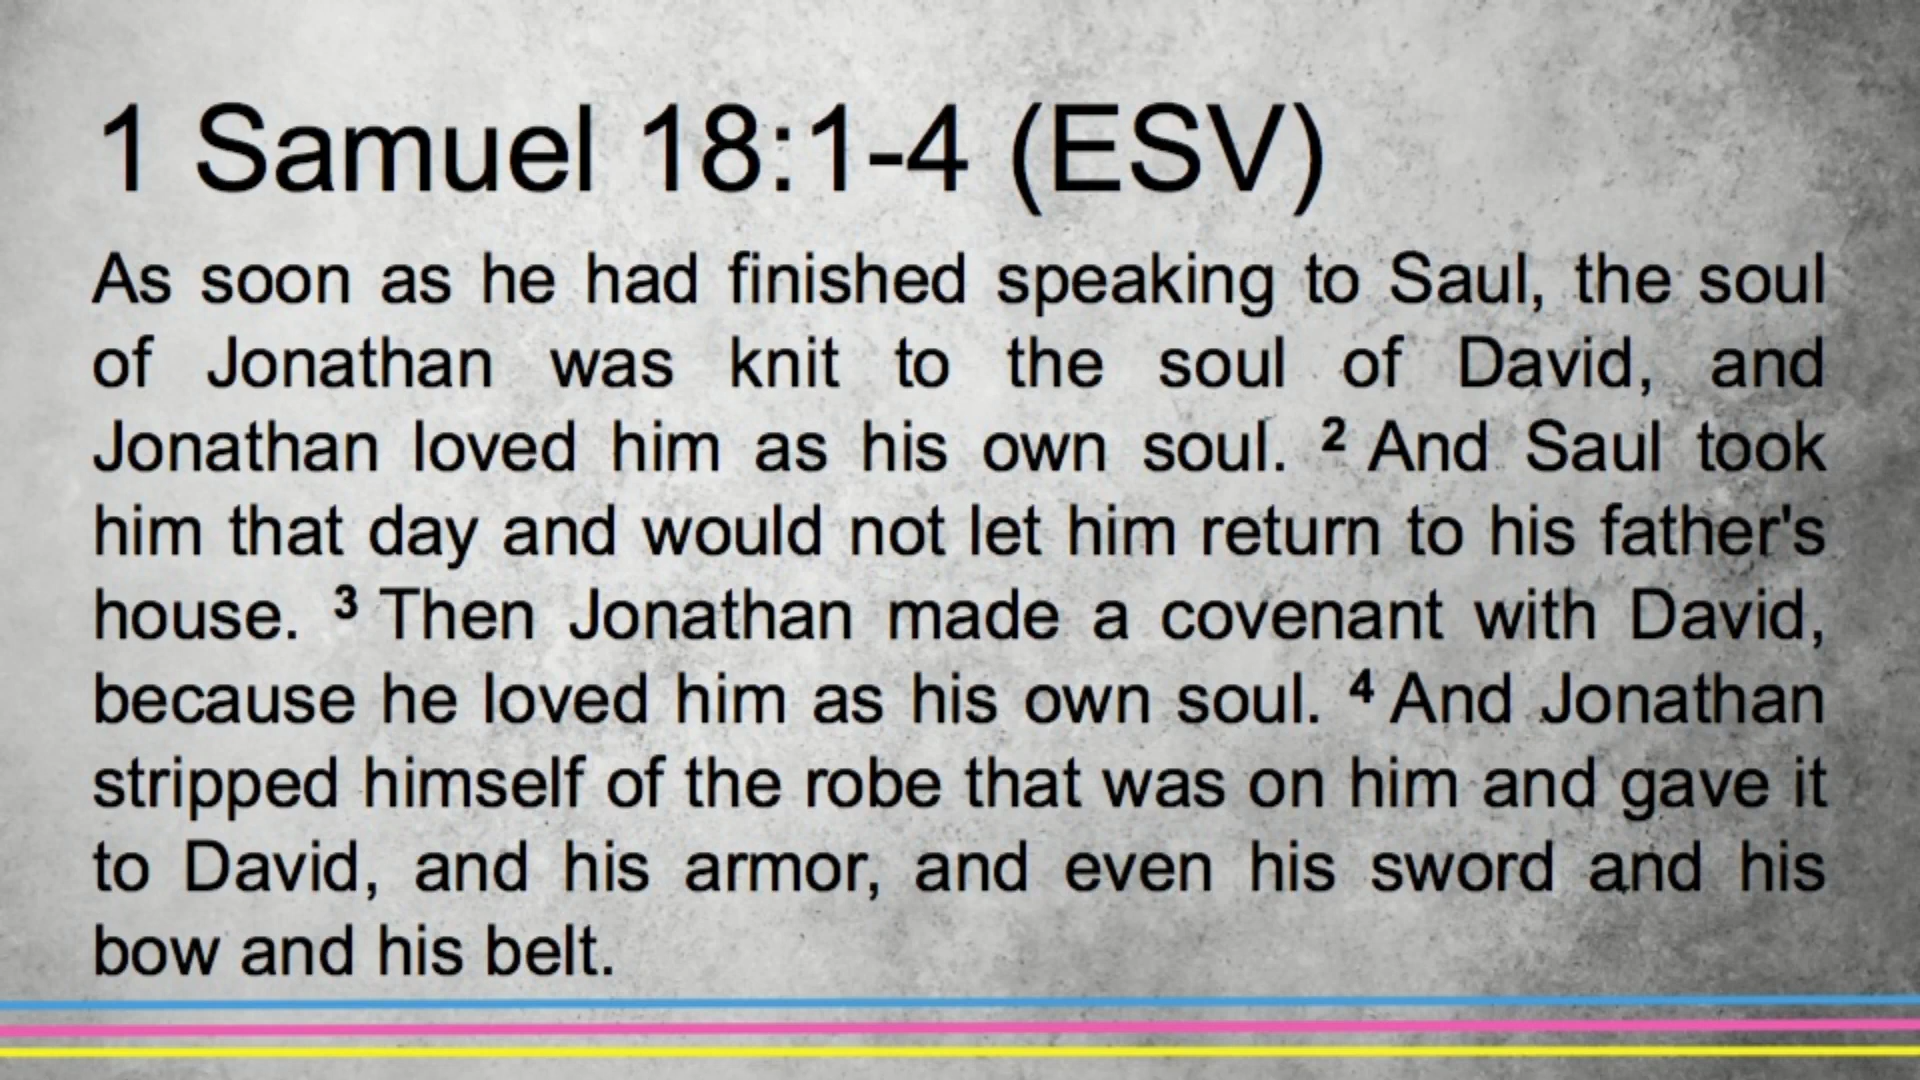 1 Samuel 18:1-4 (ESV)
As soon as he had finished speaking to Saul, the soul
of Jonathan was knit to the soul of David, and
Jonathan loved him as his own soul. ² And Saul took
him that day and would not let him return to his father's
house. ³ Then Jonathan made a covenant with David,
because he loved him as his own soul. ⁴ And Jonathan
stripped himself of the robe that was on him and gave it
to David, and his armor, and even his sword and his
bow and his belt.